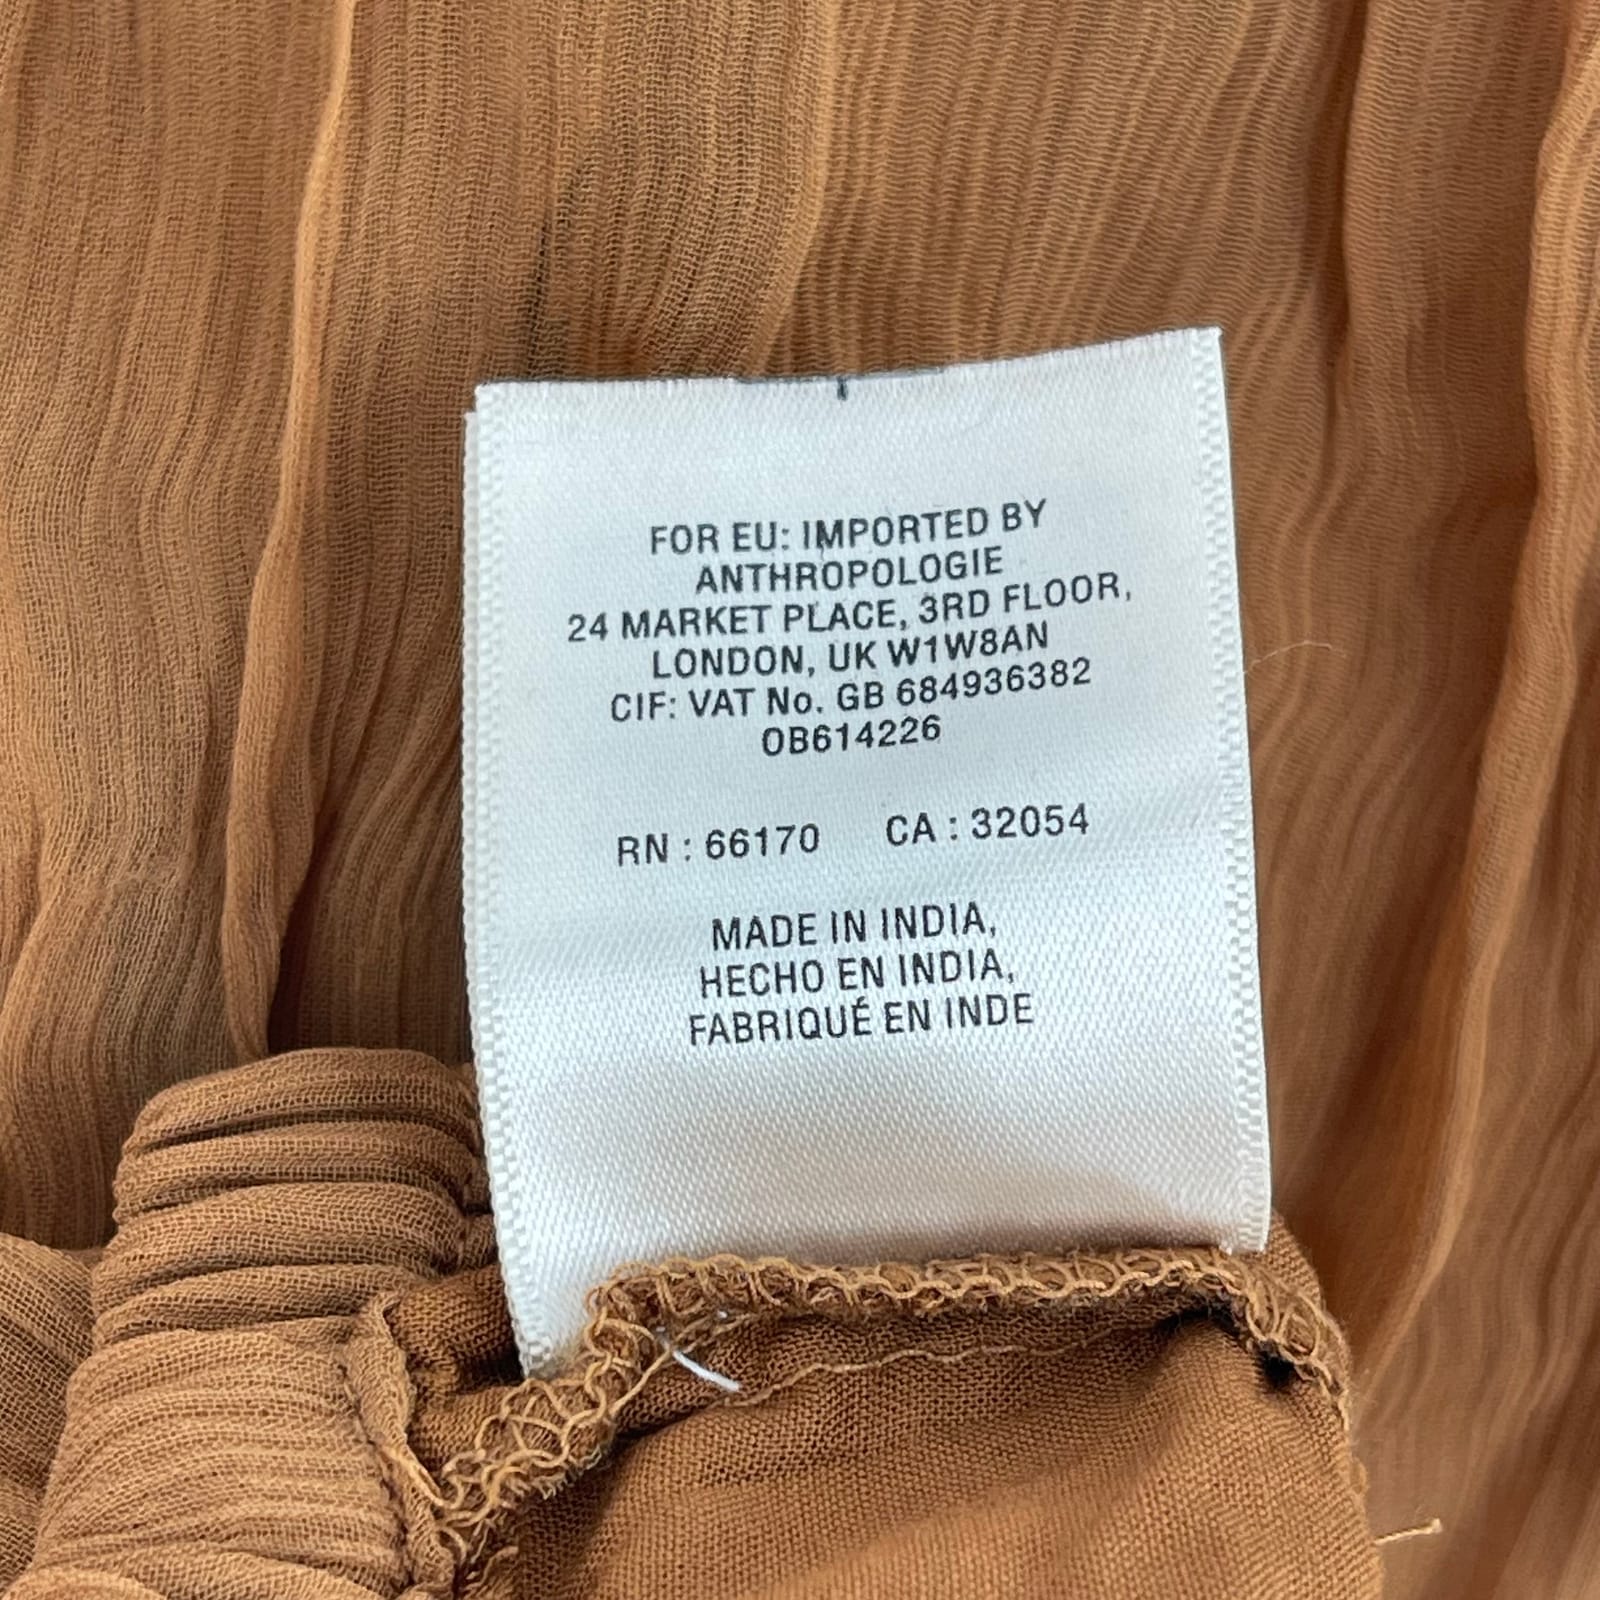 FOR EU: IMPORTED BY
ANTHROPOLOGIE
24 MARKET PLACE, 3RD FLOOR,
LONDON, UK W1W8AN
CIF: VAT No. GB 684936382
OB614226
RN : 66170 CA : 32054
MADE IN INDIA,
HECHO EN INDIA,
FABRIQUÉ EN INDE